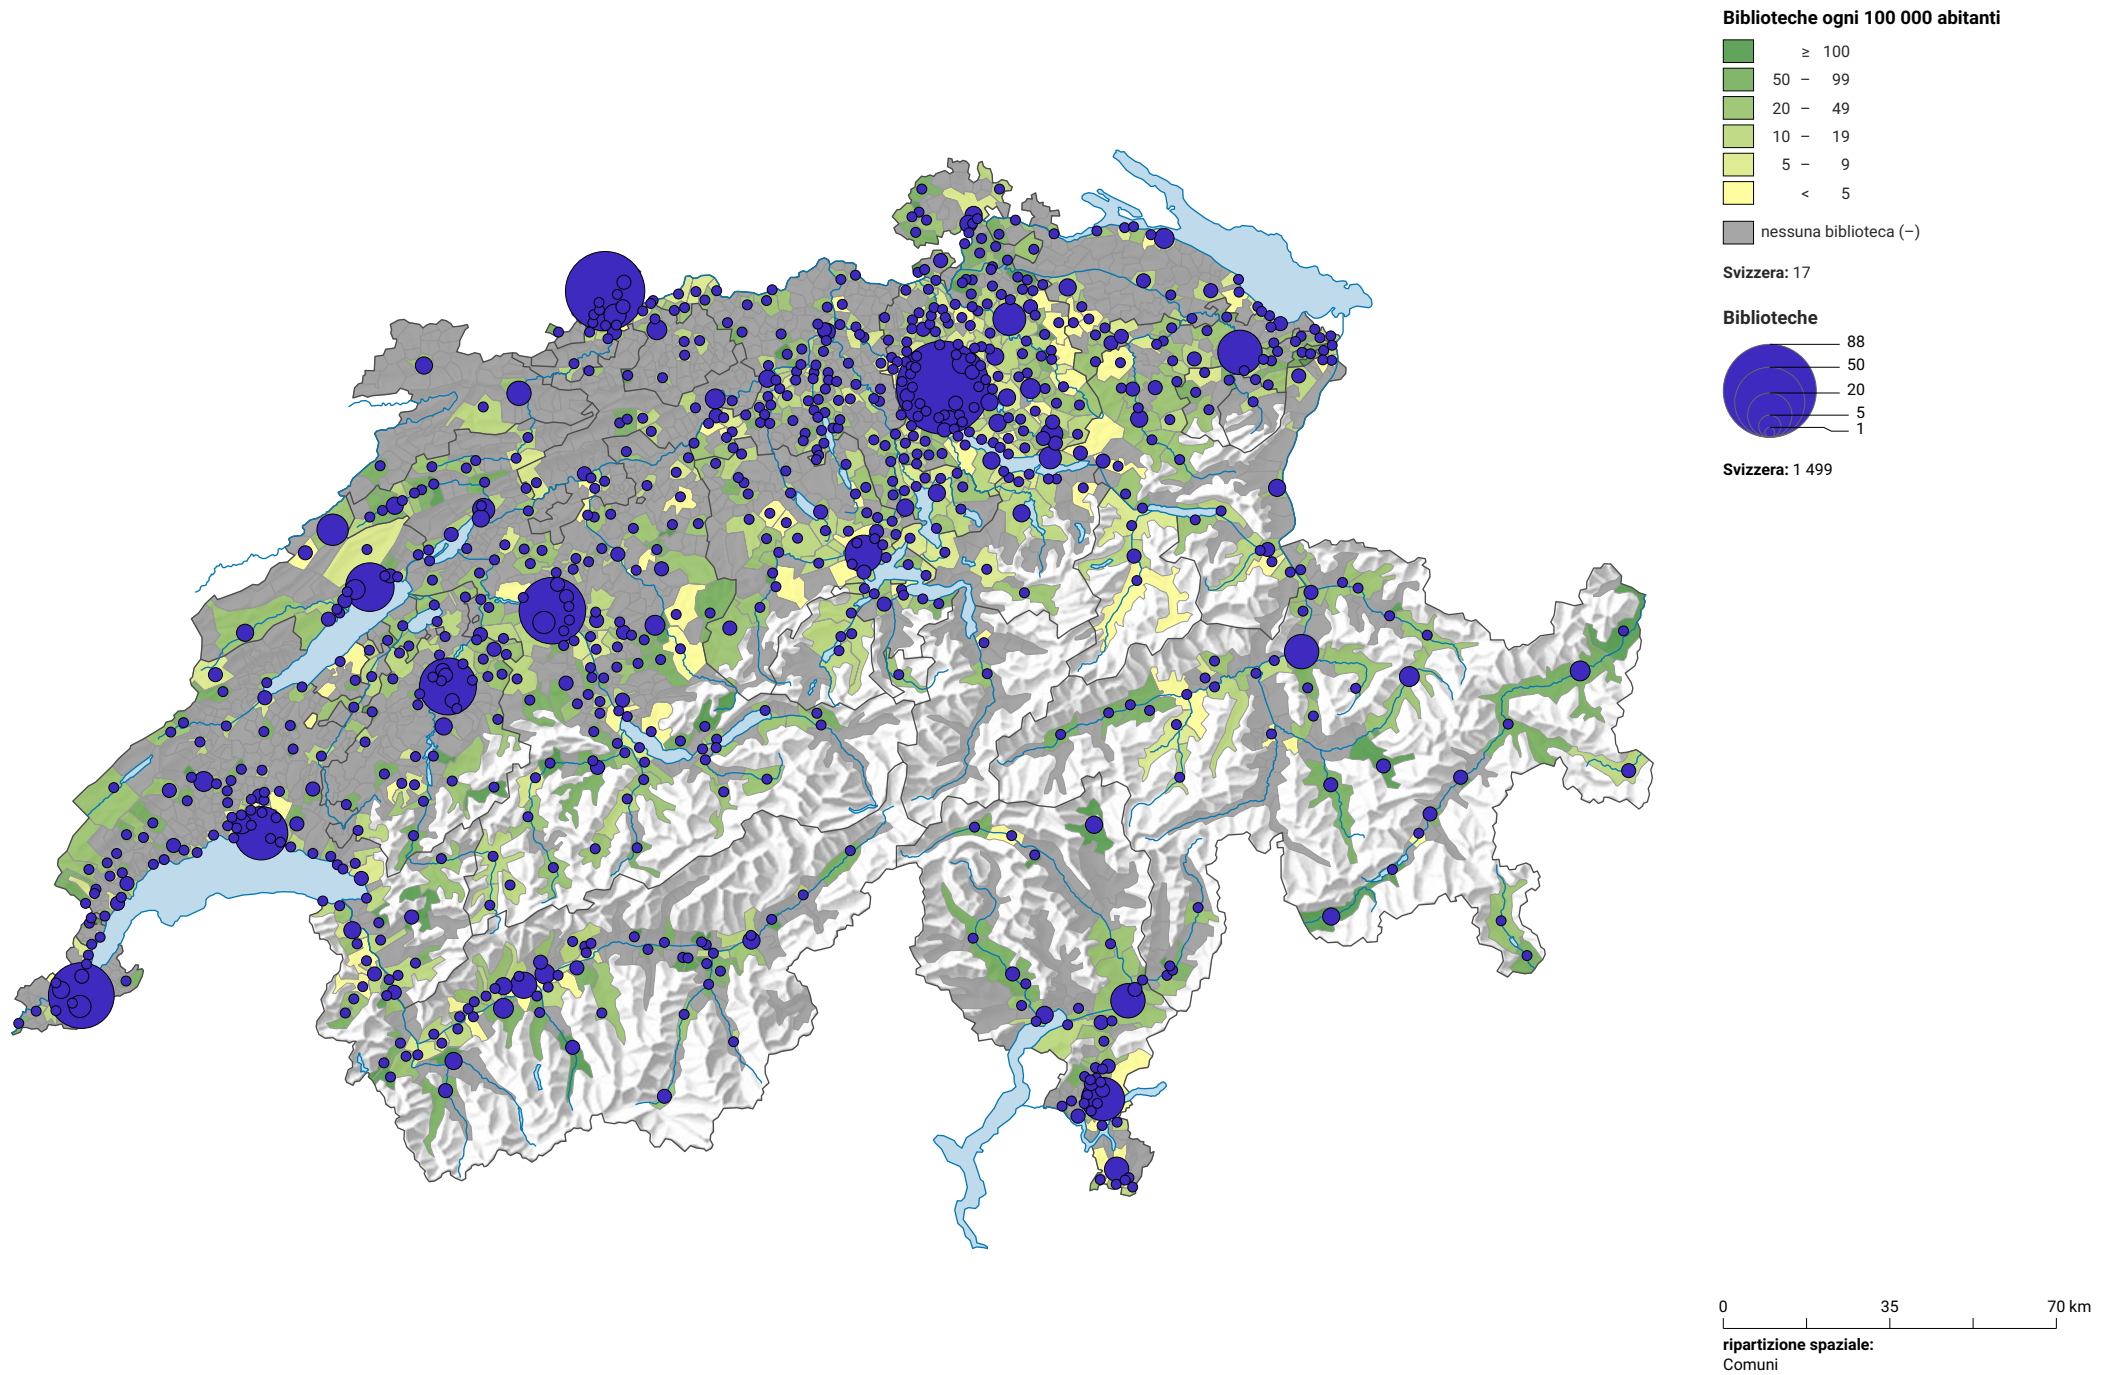 Biblioteche ogni 100 000 abitanti
≥ 100
50 – 99
20 – 49
10 – 19
5 – 9
< 5
nessuna biblioteca (–)
Svizzera: 17
Biblioteche
88
50
20
5
1
Svizzera: 1 499
0 35 70 km
ripartizione spaziale:
Comuni